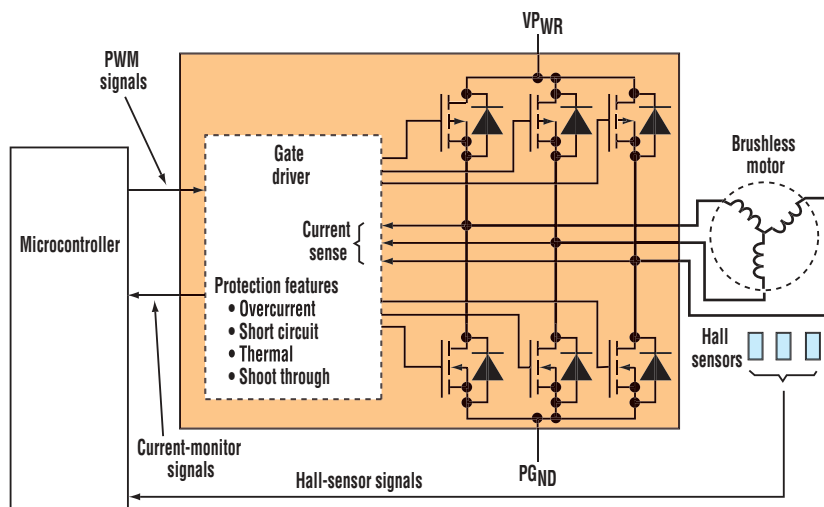 VPWR
PWM
signals
Gate
driver
Brushless
motor
Microcontroller
Current
sense
Protection features
• Overcurrent
• Short circuit
• Thermal
• Shoot through
Hall
sensors
Current-monitor
signals
PGND
Hall-sensor signals